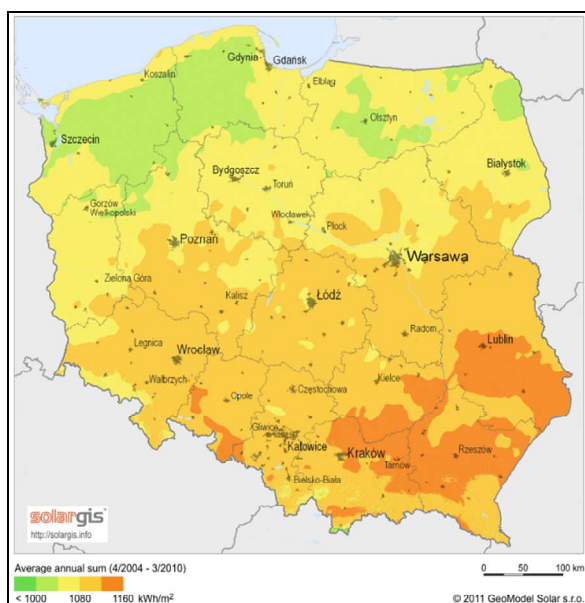 Gdynia
Gdańsk
Koszalin
Elbląg
Olsztyn
Szczecin
Białystok
Bydgoszcz
Toruń
Gorzów
Wielkopolski
Włocławek
Płock
Poznań
Warsawa
Zielona Góra
Kalisz
Łódź
Radom
Legnica
Lublin
Wrocław
Wałbrzych
Kielce
Opole
Częstochowa
Gliwice
Katowice
Kraków
Tarnów
Rzeszów
Bielsko-Biała
solargis
http://solargis.info
Average annual sum (4/2004 - 3/2010)
< 1000 1080 1160 kWh/m²
0 50 100 km
© 2011 GeoModel Solar s.r.o.